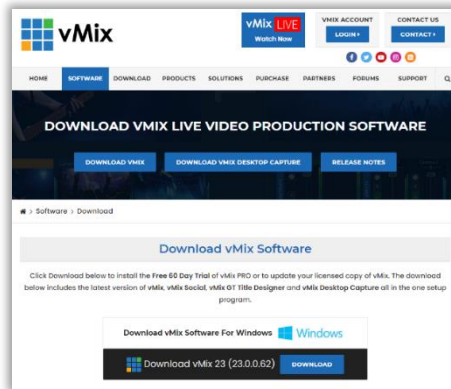 vMix
vMix LIVE
Watch Now
VMIX ACCOUNT
LOGIN
CONTACT US
CONTACT
HOME SOFTWARE DOWNLOAD PRODUCTS SOLUTIONS PURCHASE PARTNERS FORUMS SUPPORT
DOWNLOAD VMIX LIVE VIDEO PRODUCTION SOFTWARE
DOWNLOAD VMIX DOWNLOAD VMIX DESKTOP CAPTURE RELEASE NOTES
> Software > Download
Download vMix Software
Click Download below to install the Free 60 Day Trial of vMix PRO or to update your licensed copy of vMix. The download
below includes the latest version of vMix, vMix Social, vMix GT Title Designer and vMix Desktop Capture all in the one setup
program.
Download vMix Software For Windows Windows
Download vMix 23 (23.0.0.62) DOWNLOAD